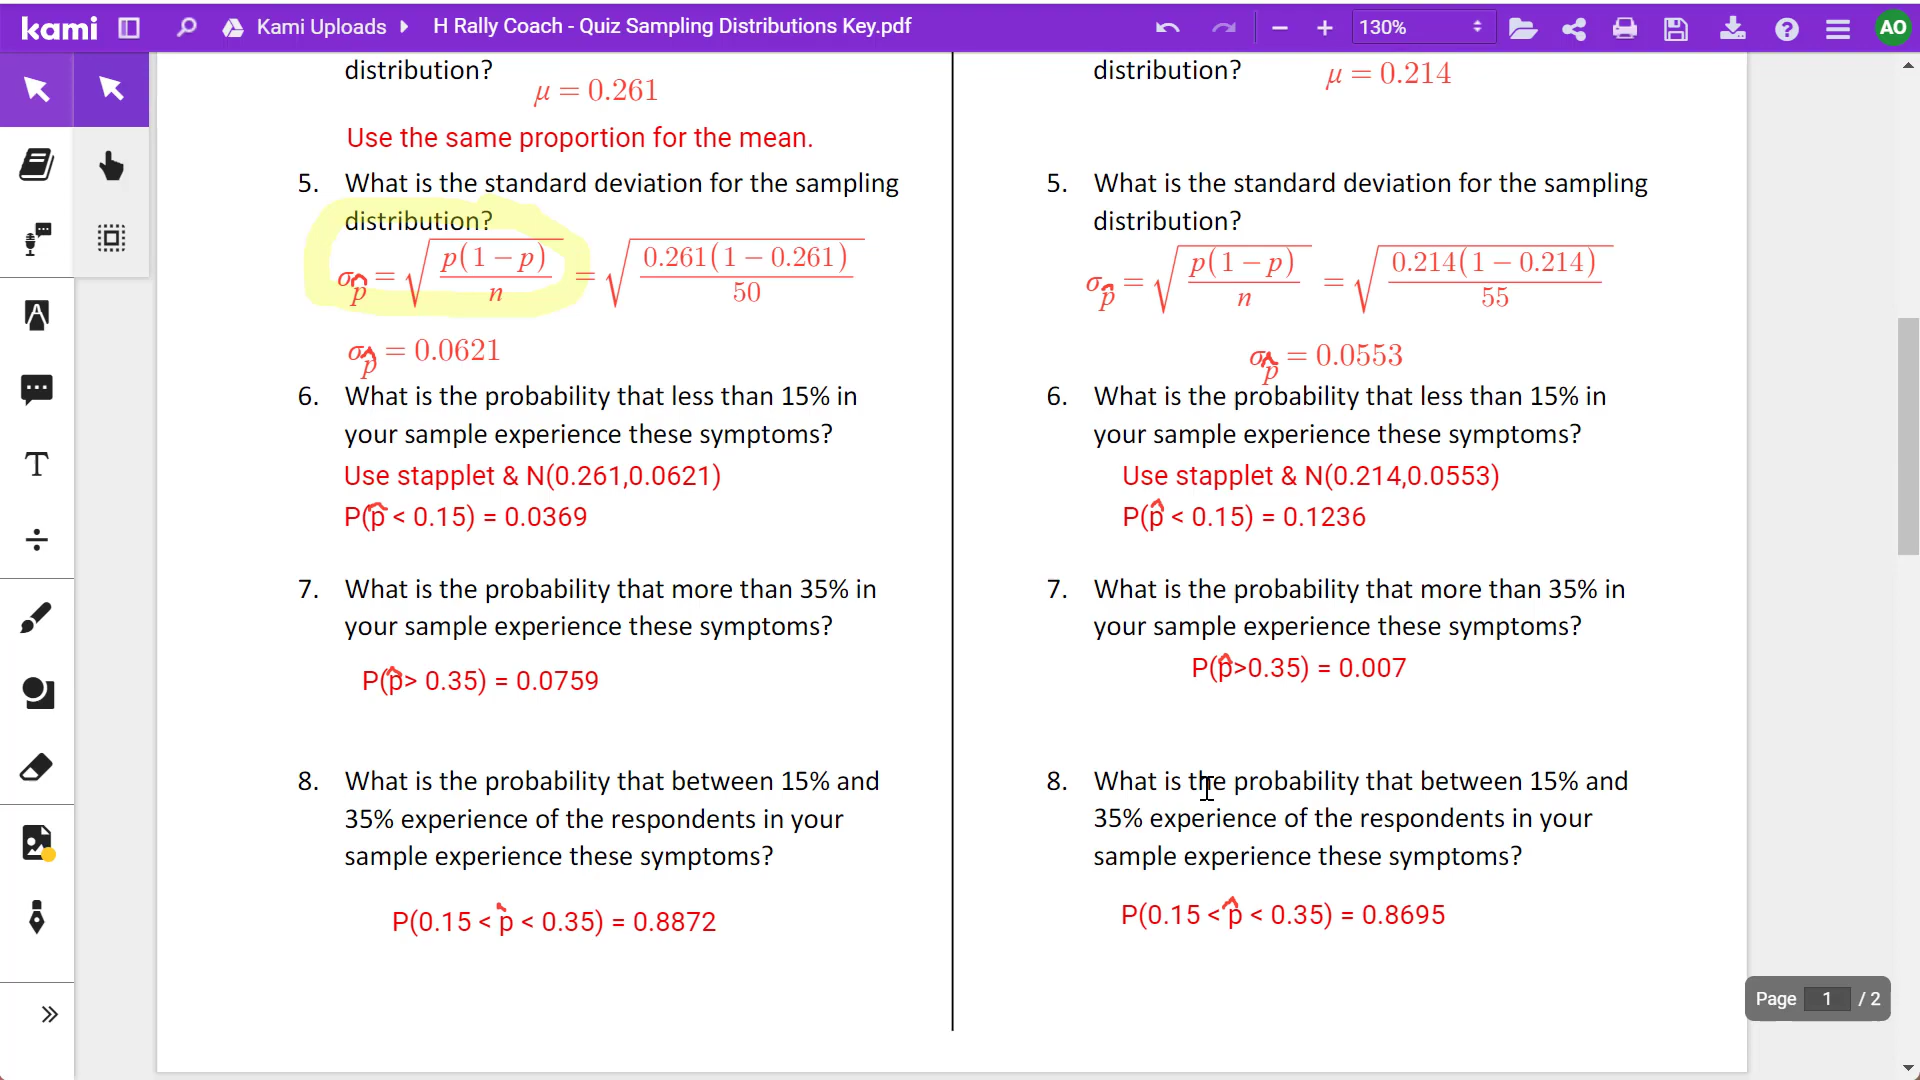 kami
Kami Uploads
H Rally Coach - Quiz Sampling Distributions Key.pdf
130%
AO
distribution?
μ = 0.261
Use the same proportion for the mean.
5. What is the standard deviation for the sampling
distribution?
σp̂ = √(p(1 − p)/n) = √(0.261(1 − 0.261)/50)
σp̂ = 0.0621
6. What is the probability that less than 15% in
your sample experience these symptoms?
Use stapplet & N(0.261,0.0621)
P(p̂ < 0.15) = 0.0369
7. What is the probability that more than 35% in
your sample experience these symptoms?
P(p̂> 0.35) = 0.0759
8. What is the probability that between 15% and
35% experience of the respondents in your
sample experience these symptoms?
P(0.15 < p̂ < 0.35) = 0.8872
distribution?
μ = 0.214
5. What is the standard deviation for the sampling
distribution?
σp̂ = √(p(1 − p)/n) = √(0.214(1 − 0.214)/55)
σp̂ = 0.0553
6. What is the probability that less than 15% in
your sample experience these symptoms?
Use stapplet & N(0.214,0.0553)
P(p̂ < 0.15) = 0.1236
7. What is the probability that more than 35% in
your sample experience these symptoms?
P(p̂>0.35) = 0.007
8. What is the probability that between 15% and
35% experience of the respondents in your
sample experience these symptoms?
P(0.15 < p̂ < 0.35) = 0.8695
Page 1 / 2